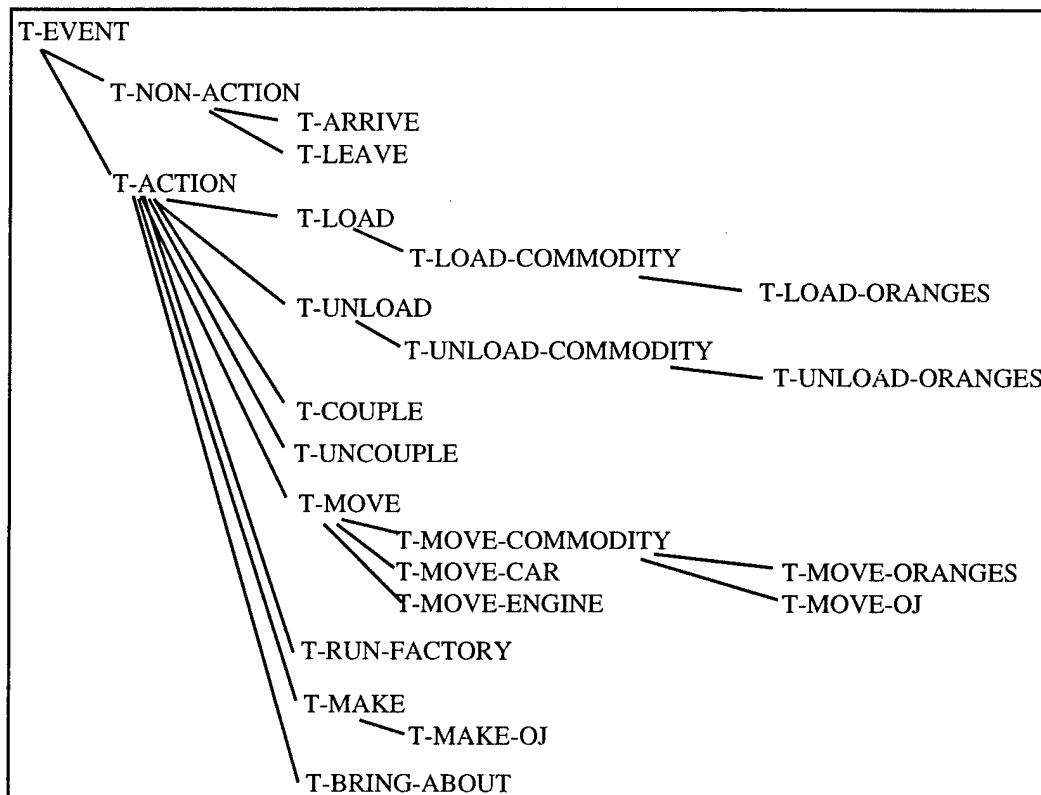 T-EVENT
T-NON-ACTION
T-ARRIVE
T-LEAVE
T-ACTION
T-LOAD
T-LOAD-COMMODITY
T-LOAD-ORANGES
T-UNLOAD
T-UNLOAD-COMMODITY
T-UNLOAD-ORANGES
T-COUPLE
T-UNCOUPLE
T-MOVE
T-MOVE-COMMODITY
T-MOVE-ORANGES
T-MOVE-CAR
T-MOVE-ENGINE
T-MOVE-OJ
T-RUN-FACTORY
T-MAKE
T-MAKE-OJ
T-BRING-ABOUT